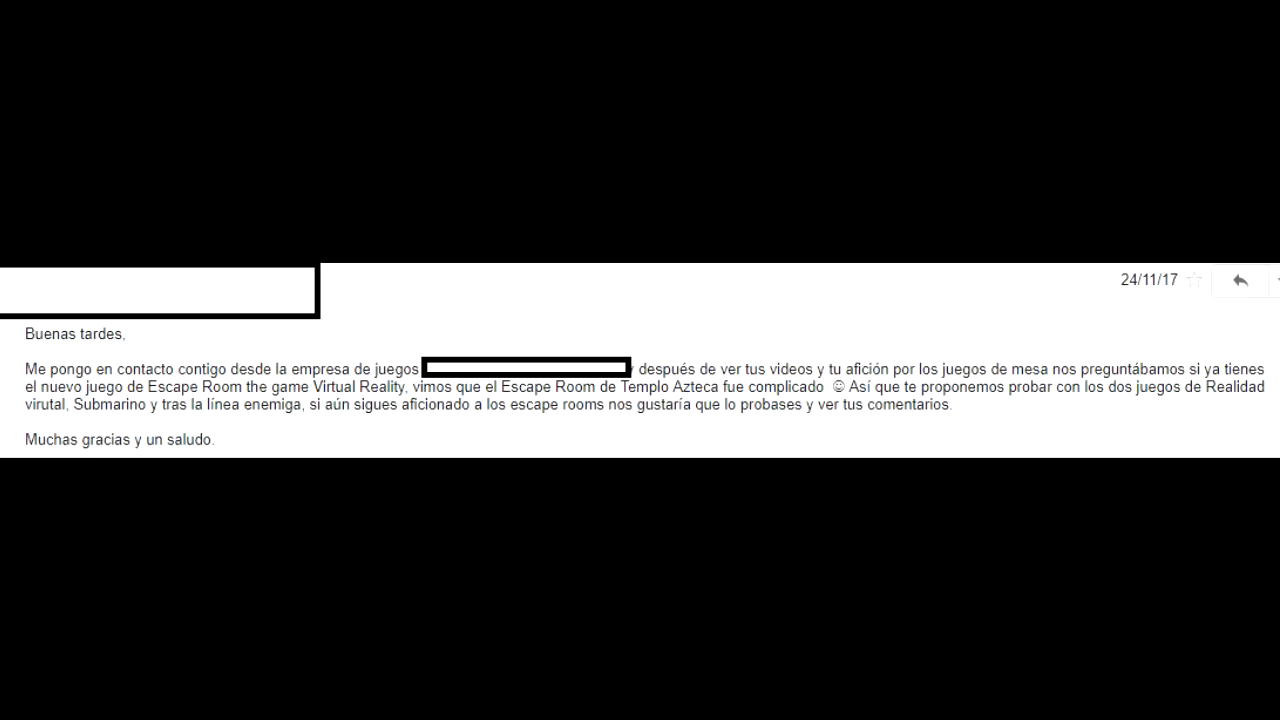 24/11/17
Buenas tardes,
Me pongo en contacto contigo desde la empresa de juegos después de ver tus videos y tu afición por los juegos de mesa nos preguntábamos si ya tienes
el nuevo juego de Escape Room the game Virtual Reality, vimos que el Escape Room de Templo Azteca fue complicado ☺ Así que te proponemos probar con los dos juegos de Realidad
virutal, Submarino y tras la línea enemiga, si aún sigues aficionado a los escape rooms nos gustaría que lo probases y ver tus comentarios.
Muchas gracias y un saludo.